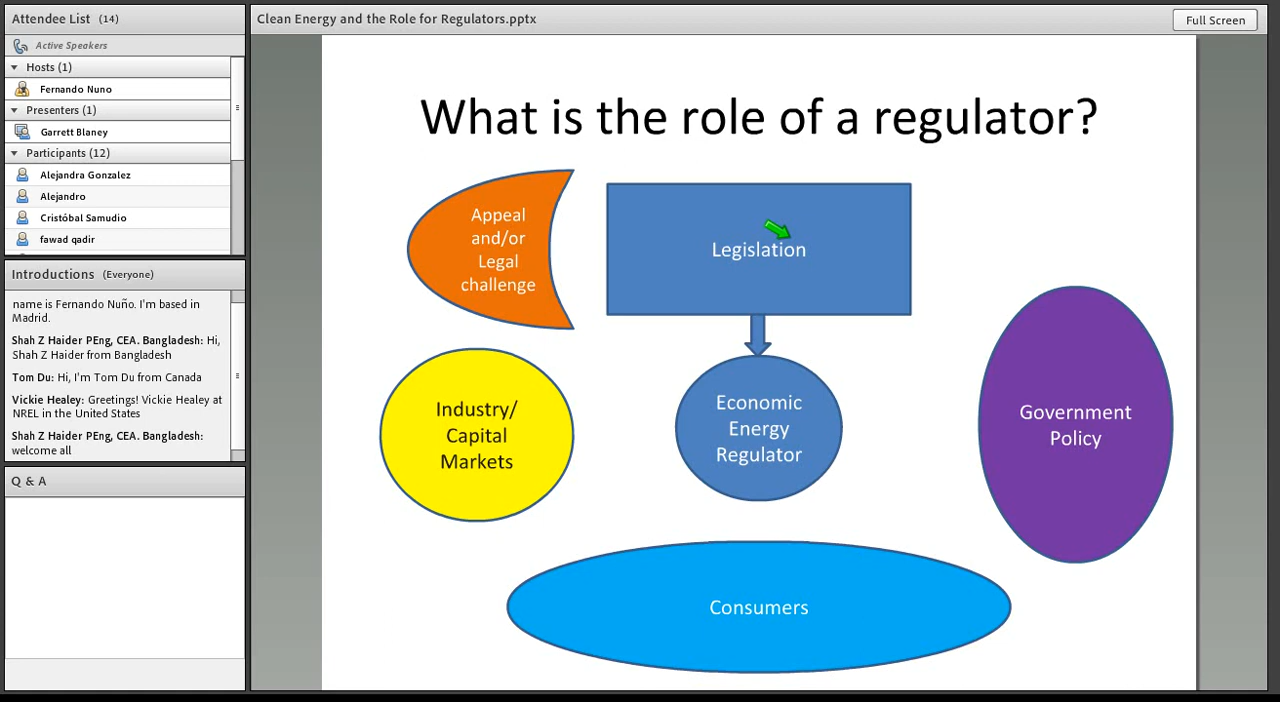 Attendee List (14)
Active Speakers
Hosts (1)
Fernando Nuno
Presenters (1)
Garrett Blaney
Participants (12)
Alejandra Gonzalez
Alejandro
Cristóbal Samudio
fawad qadir
Introductions (Everyone)
name is Fernando Nuño. I'm based in
Madrid.
Shah Z Haider PEng, CEA. Bangladesh: Hi,
Shah Z Haider from Bangladesh
Tom Du: Hi, I'm Tom Du from Canada
Vickie Healey: Greetings! Vickie Healey at
NREL in the United States
Shah Z Haider PEng, CEA. Bangladesh:
welcome all
Q & A
Clean Energy and the Role for Regulators.pptx
Full Screen
What is the role of a regulator?
Appeal
and/or
Legal
challenge
Legislation
Industry/
Capital
Markets
Economic
Energy
Regulator
Government
Policy
Consumers